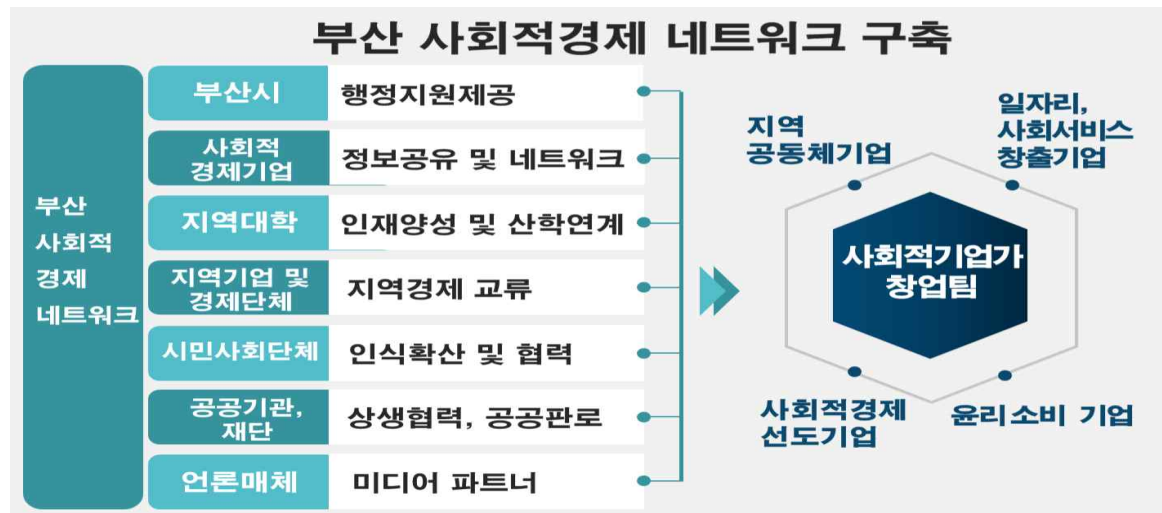 부산 사회적경제 네트워크 구축
부산
사회적
경제
네트워크
부산시
행정지원제공
사회적
경제기업
정보공유 및 네트워크
지역대학
인재양성 및 산학연계
지역기업 및
경제단체
지역경제 교류
시민사회단체
인식확산 및 협력
공공기관,
재단
상생협력, 공공판로
언론매체
미디어 파트너
지역
공동체기업
일자리,
사회서비스
창출기업
사회적기업가
창업팀
사회적경제
선도기업
윤리소비 기업